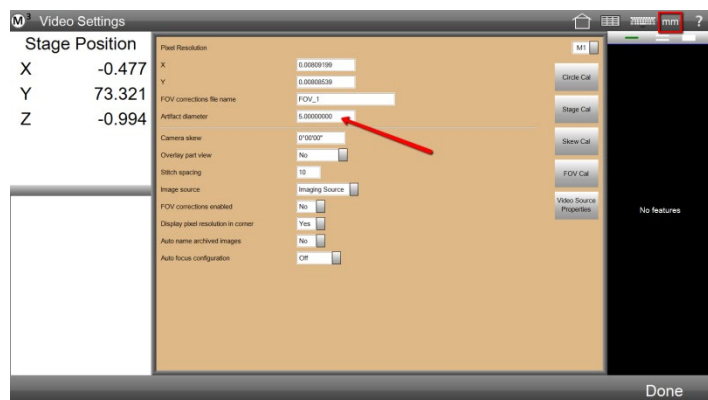 M3 Video Settings
mm ?
Stage Position
X -0.477
Y 73.321
Z -0.994
Pixel Resolution
M1
X 0.00809199
Y 0.00808539
FOV corrections file name FOV_1
Artifact diameter 5.00000000
Camera skew 0°00'00"
Overlay part view No
Stitch spacing 10
Image source Imaging Source
FOV corrections enabled No
Display pixel resolution in corner Yes
Auto name archived images No
Auto focus configuration Off
Circle Cal
Stage Cal
Skew Cal
FOV Cal
Video Source
Properties
No features
Done